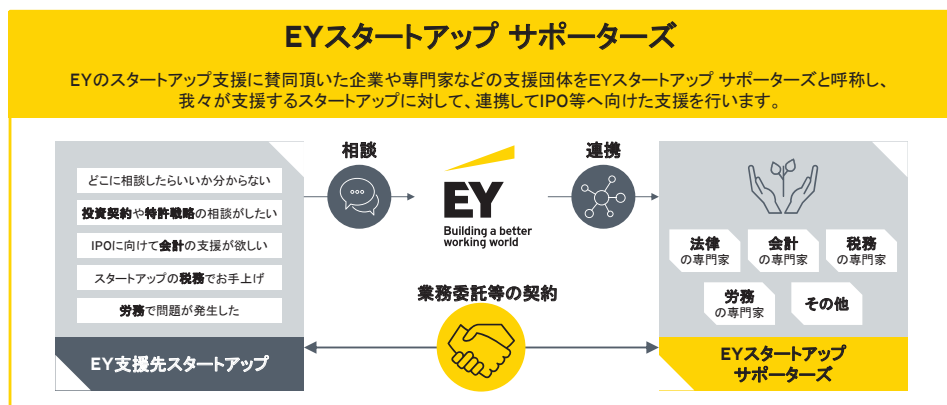 EYスタートアップ サポーターズ
EYのスタートアップ支援に賛同頂いた企業や専門家などの支援団体をEYスタートアップ サポーターズと呼称し、
我々が支援するスタートアップに対して、連携してIPO等へ向けた支援を行います。
どこに相談したらいいか分からない
投資契約や特許戦略の相談がしたい
IPOに向けて会計の支援が欲しい
スタートアップの税務でお手上げ
労務で問題が発生した
EY支援先スタートアップ
相談
EY
Building a better
working world
連携
業務委託等の契約
法律
の専門家
会計
の専門家
税務
の専門家
労務
の専門家
その他
EYスタートアップ
サポーターズ